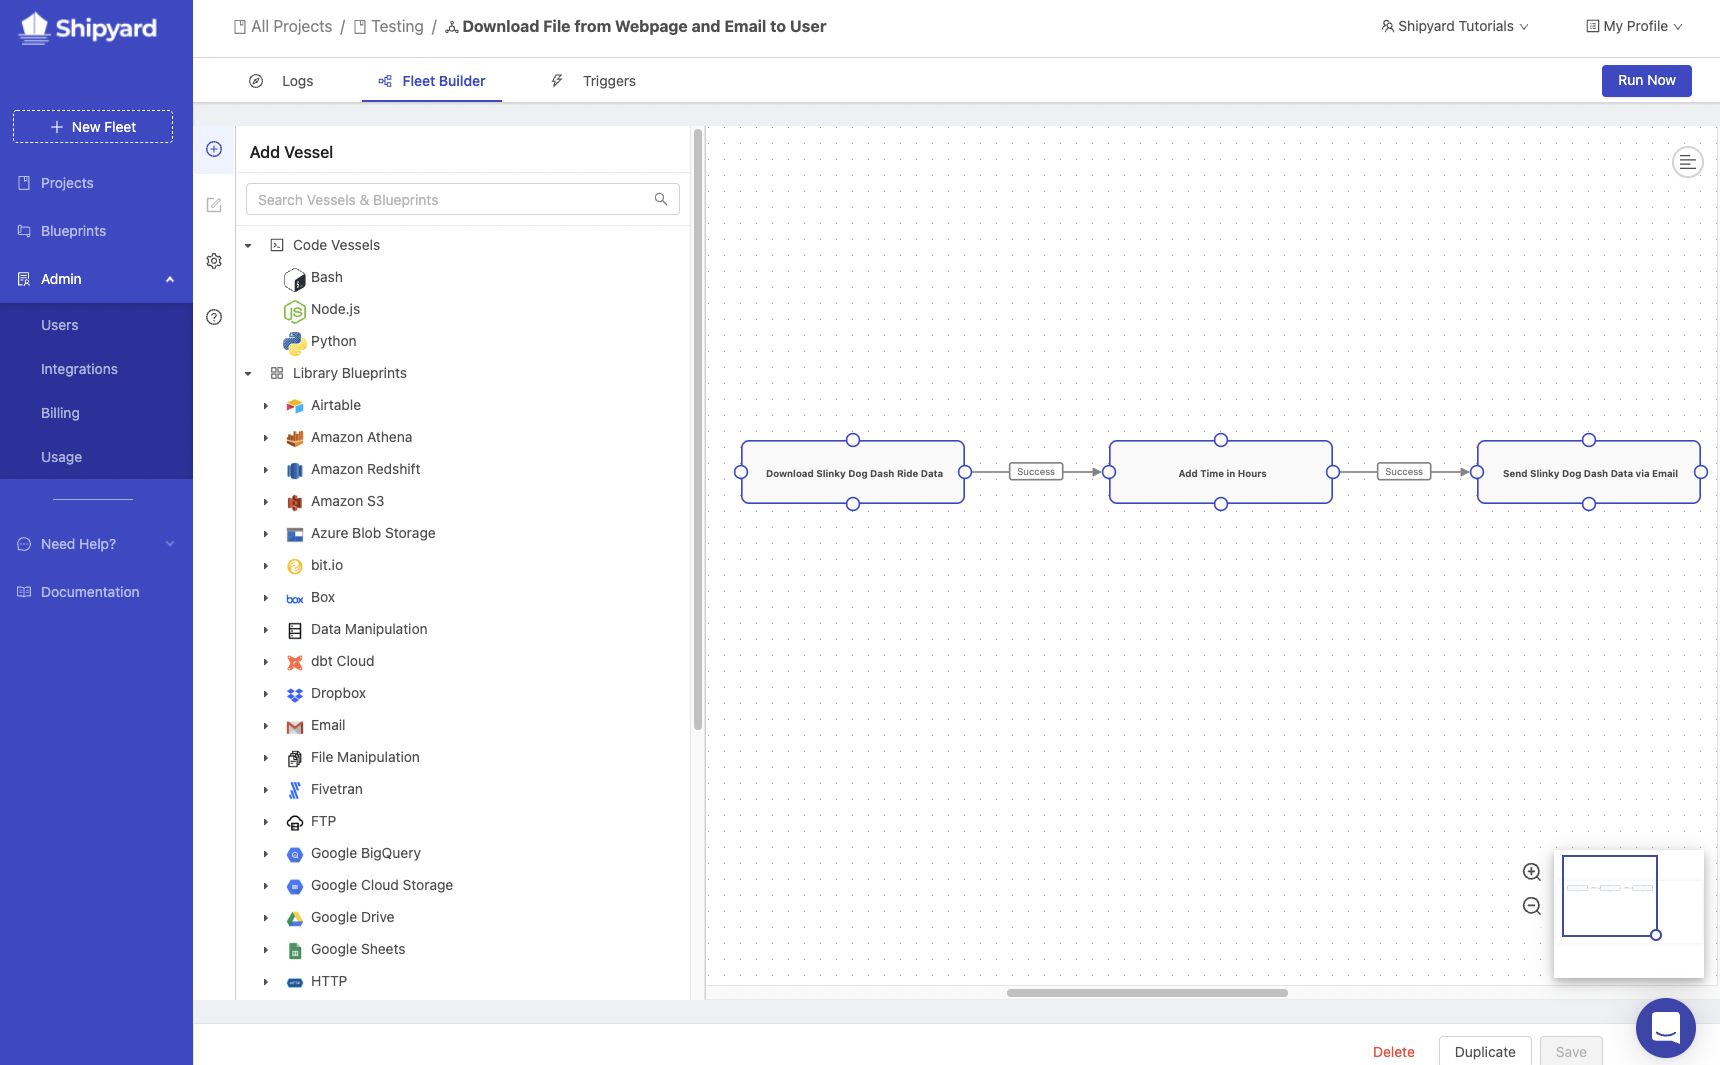 Shipyard
All Projects / Testing / Download File from Webpage and Email to User
Shipyard Tutorials
My Profile
Logs
Fleet Builder
Triggers
Run Now
New Fleet
Projects
Blueprints
Admin
Users
Integrations
Billing
Usage
Need Help?
Documentation
Add Vessel
Search Vessels & Blueprints
Code Vessels
Bash
Node.js
Python
Library Blueprints
Airtable
Amazon Athena
Amazon Redshift
Amazon S3
Azure Blob Storage
bit.io
box Box
Data Manipulation
dbt Cloud
Dropbox
Email
File Manipulation
Fivetran
FTP
Google BigQuery
Google Cloud Storage
Google Drive
Google Sheets
HTTP
Download Slinky Dog Dash Ride Data
Success
Add Time in Hours
Success
Send Slinky Dog Dash Data via Email
Delete
Duplicate
Save